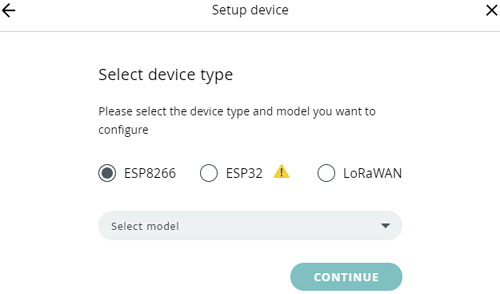 Setup device
Select device type
Please select the device type and model you want to
configure
ESP8266 ESP32 LoRaWAN
Select model
CONTINUE